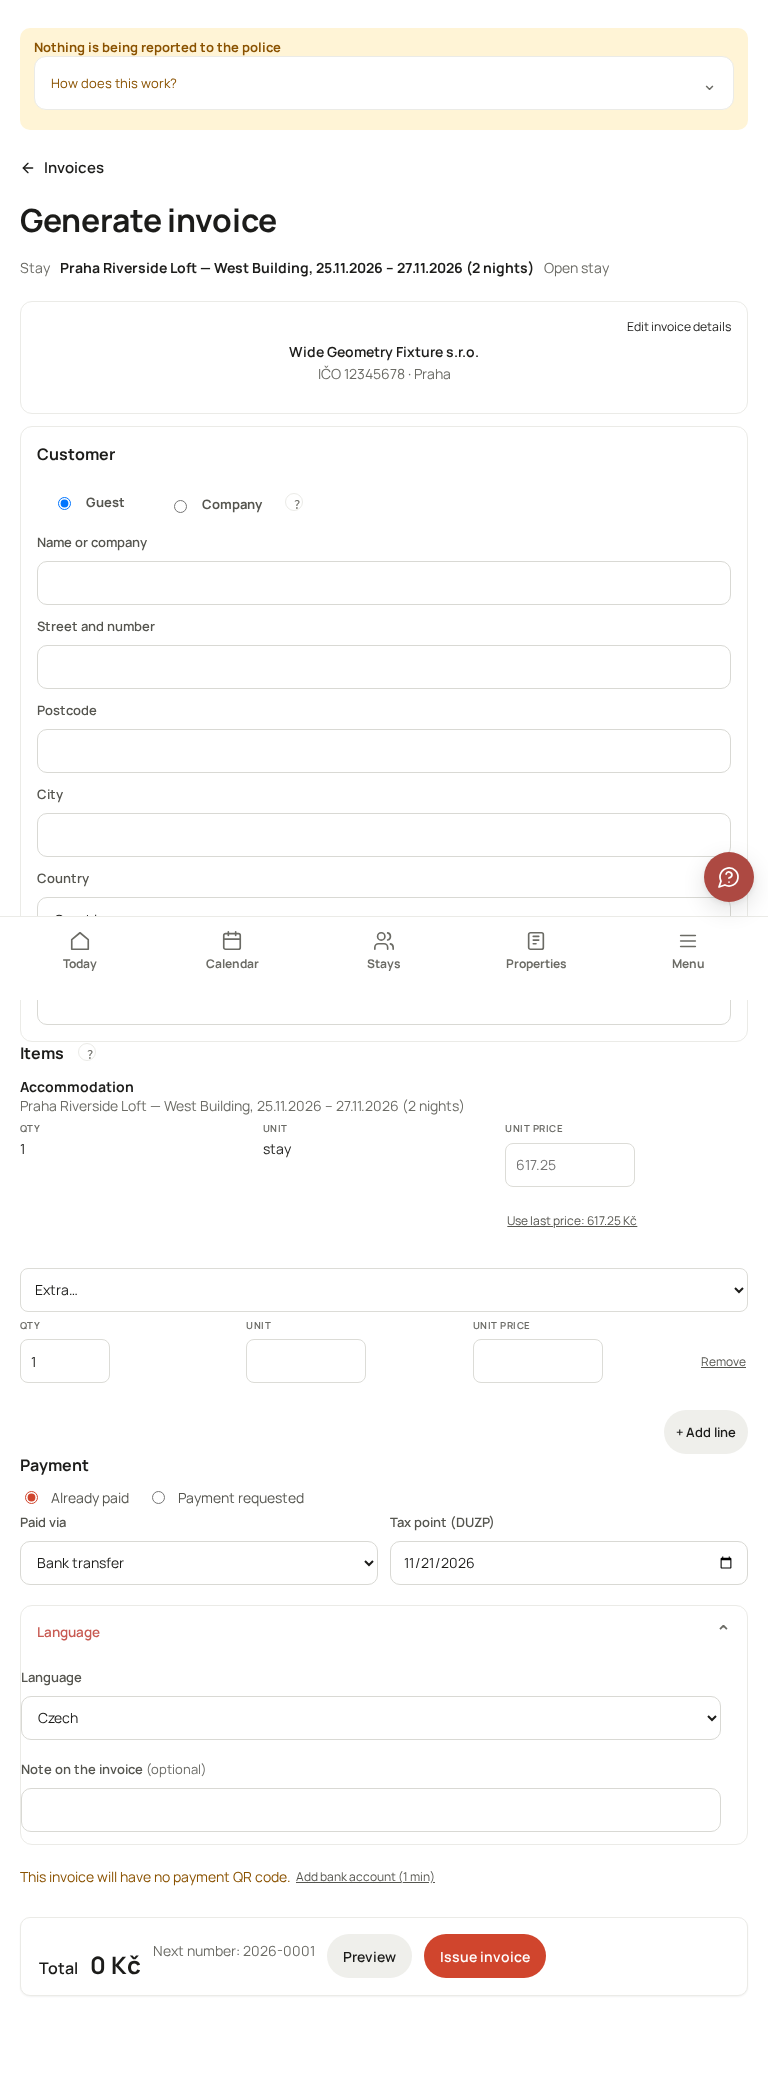 Nothing is being reported to the police
How does this work?
Invoices
Generate invoice
Stay Praha Riverside Loft — West Building, 25.11.2026 – 27.11.2026 (2 nights) Open stay
Edit invoice details
Wide Geometry Fixture s.r.o.
IČO 12345678 · Praha
Customer
Guest Company ?
Name or company
Street and number
Postcode
City
Country
Today Calendar Stays Properties Menu
Items ?
Accommodation
Praha Riverside Loft — West Building, 25.11.2026 – 27.11.2026 (2 nights)
QTY UNIT UNIT PRICE
1 stay 617.25
Use last price: 617.25 Kč
Extra…
QTY UNIT UNIT PRICE
1 Remove
+ Add line
Payment
Already paid Payment requested
Paid via Tax point (DUZP)
Bank transfer 11/21/2026
Language
Language
Czech
Note on the invoice (optional)
This invoice will have no payment QR code. Add bank account (1 min)
Total 0 Kč Next number: 2026-0001 Preview Issue invoice